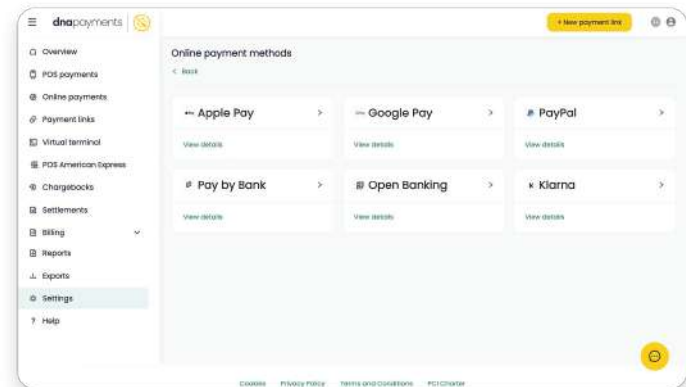 dnapayments
+ New payment link
Overview
POS payments
Online payments
Payment links
Virtual terminal
POS American Express
Chargebacks
Settlements
Billing
Reports
Exports
Settings
? Help
Online payment methods
< Back
Apple Pay >
View details
Google Pay >
View details
PayPal >
View details
Pay by Bank >
View details
Open Banking >
View details
Klarna >
View details
Cookies Privacy Policy Terms and Conditions PCI Charter